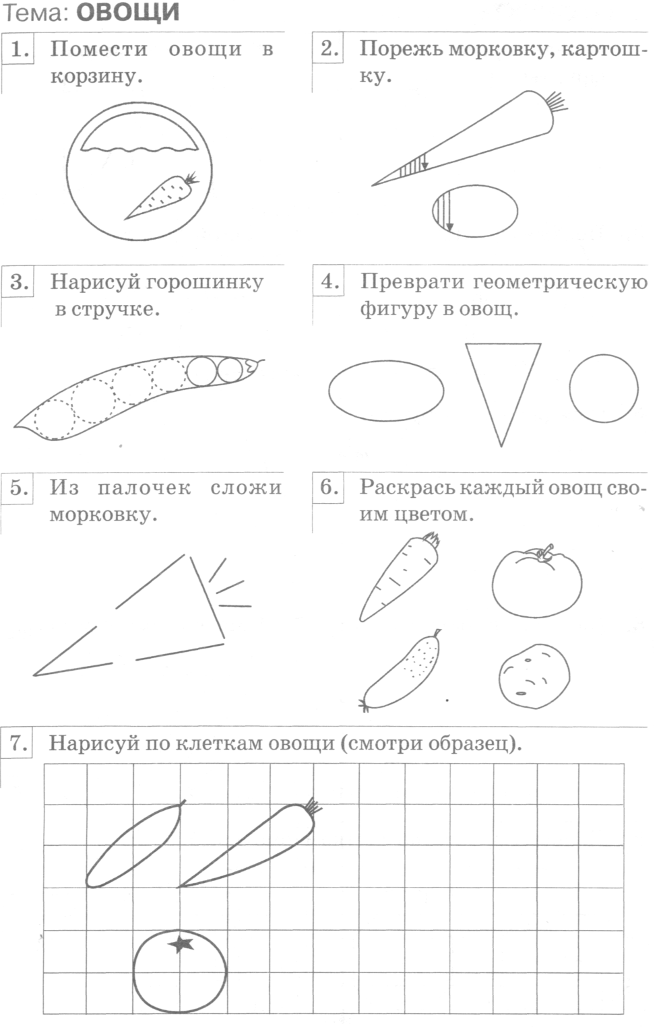 Тема: ОВОЩИ
1. Помести овощи в
корзину.
2. Порежь морковку, картош-
ку.
3. Нарисуй горошинку
в стручке.
4. Преврати геометрическую
фигуру в овощ.
5. Из палочек сложи
морковку.
6. Раскрась каждый овощ сво-
им цветом.
7. Нарисуй по клеткам овощи (смотри образец).